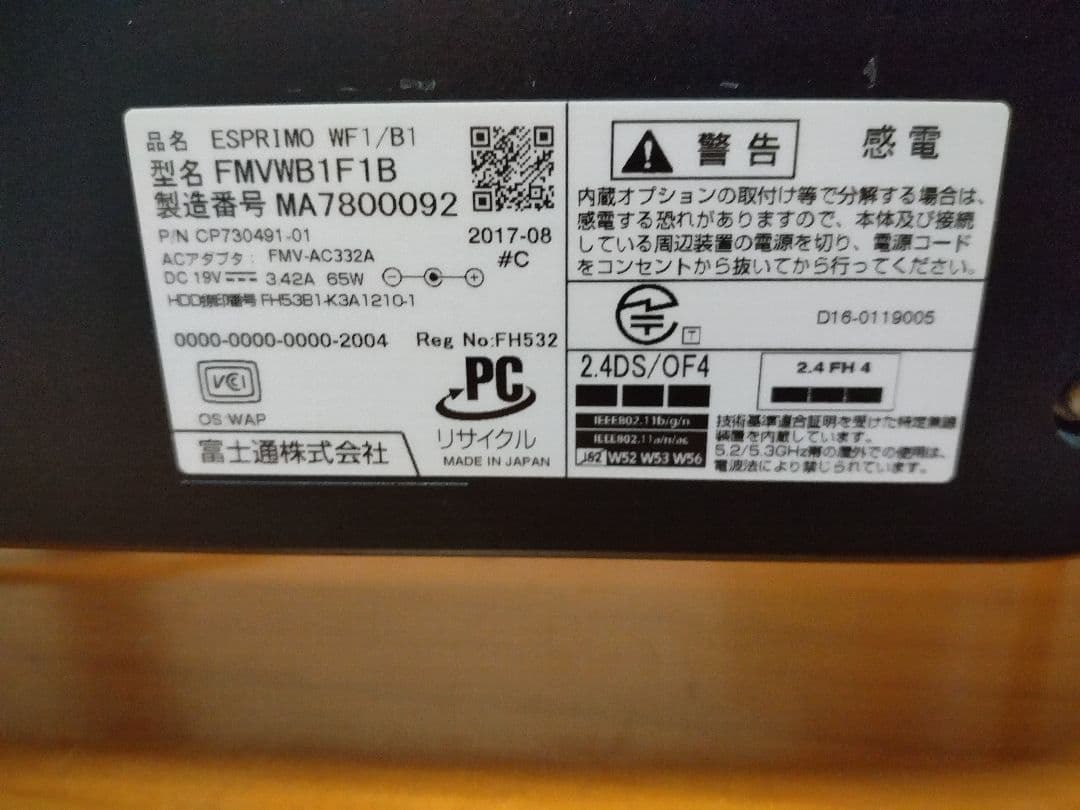 品名 ESPRIMO WF1/B1
型名 FMVWB1F1B
製造番号 MA7800092
P/N CP730491-01
2017-08
ACアダプタ: FMV-AC332A
#C
DC 19V 3.42A 65W
HDD捺印番号 FH53B1-K3A1210-1
0000-0000-0000-2004 Reg No:FH532
VCI
OS:WAP
PC
リサイクル
富士通株式会社
MADE IN JAPAN
警告 感電
内蔵オプションの取付け等で分解する場合は、
感電する恐れがありますので、本体及び接続
している周辺装置の電源を切り、電源コード
をコンセントから抜いてから行ってください。
T
D16-0119005
2.4DS/OF4
2.4 FH 4
IEEE802.11b/g/n
IEEE802.11a/n/ac
J52 W52 W53 W56
技術基準適合証明を受けた特定無線
装置を内蔵しています。
5.2/5.3GHz帯の屋外での使用は、
電波法により禁じられています。